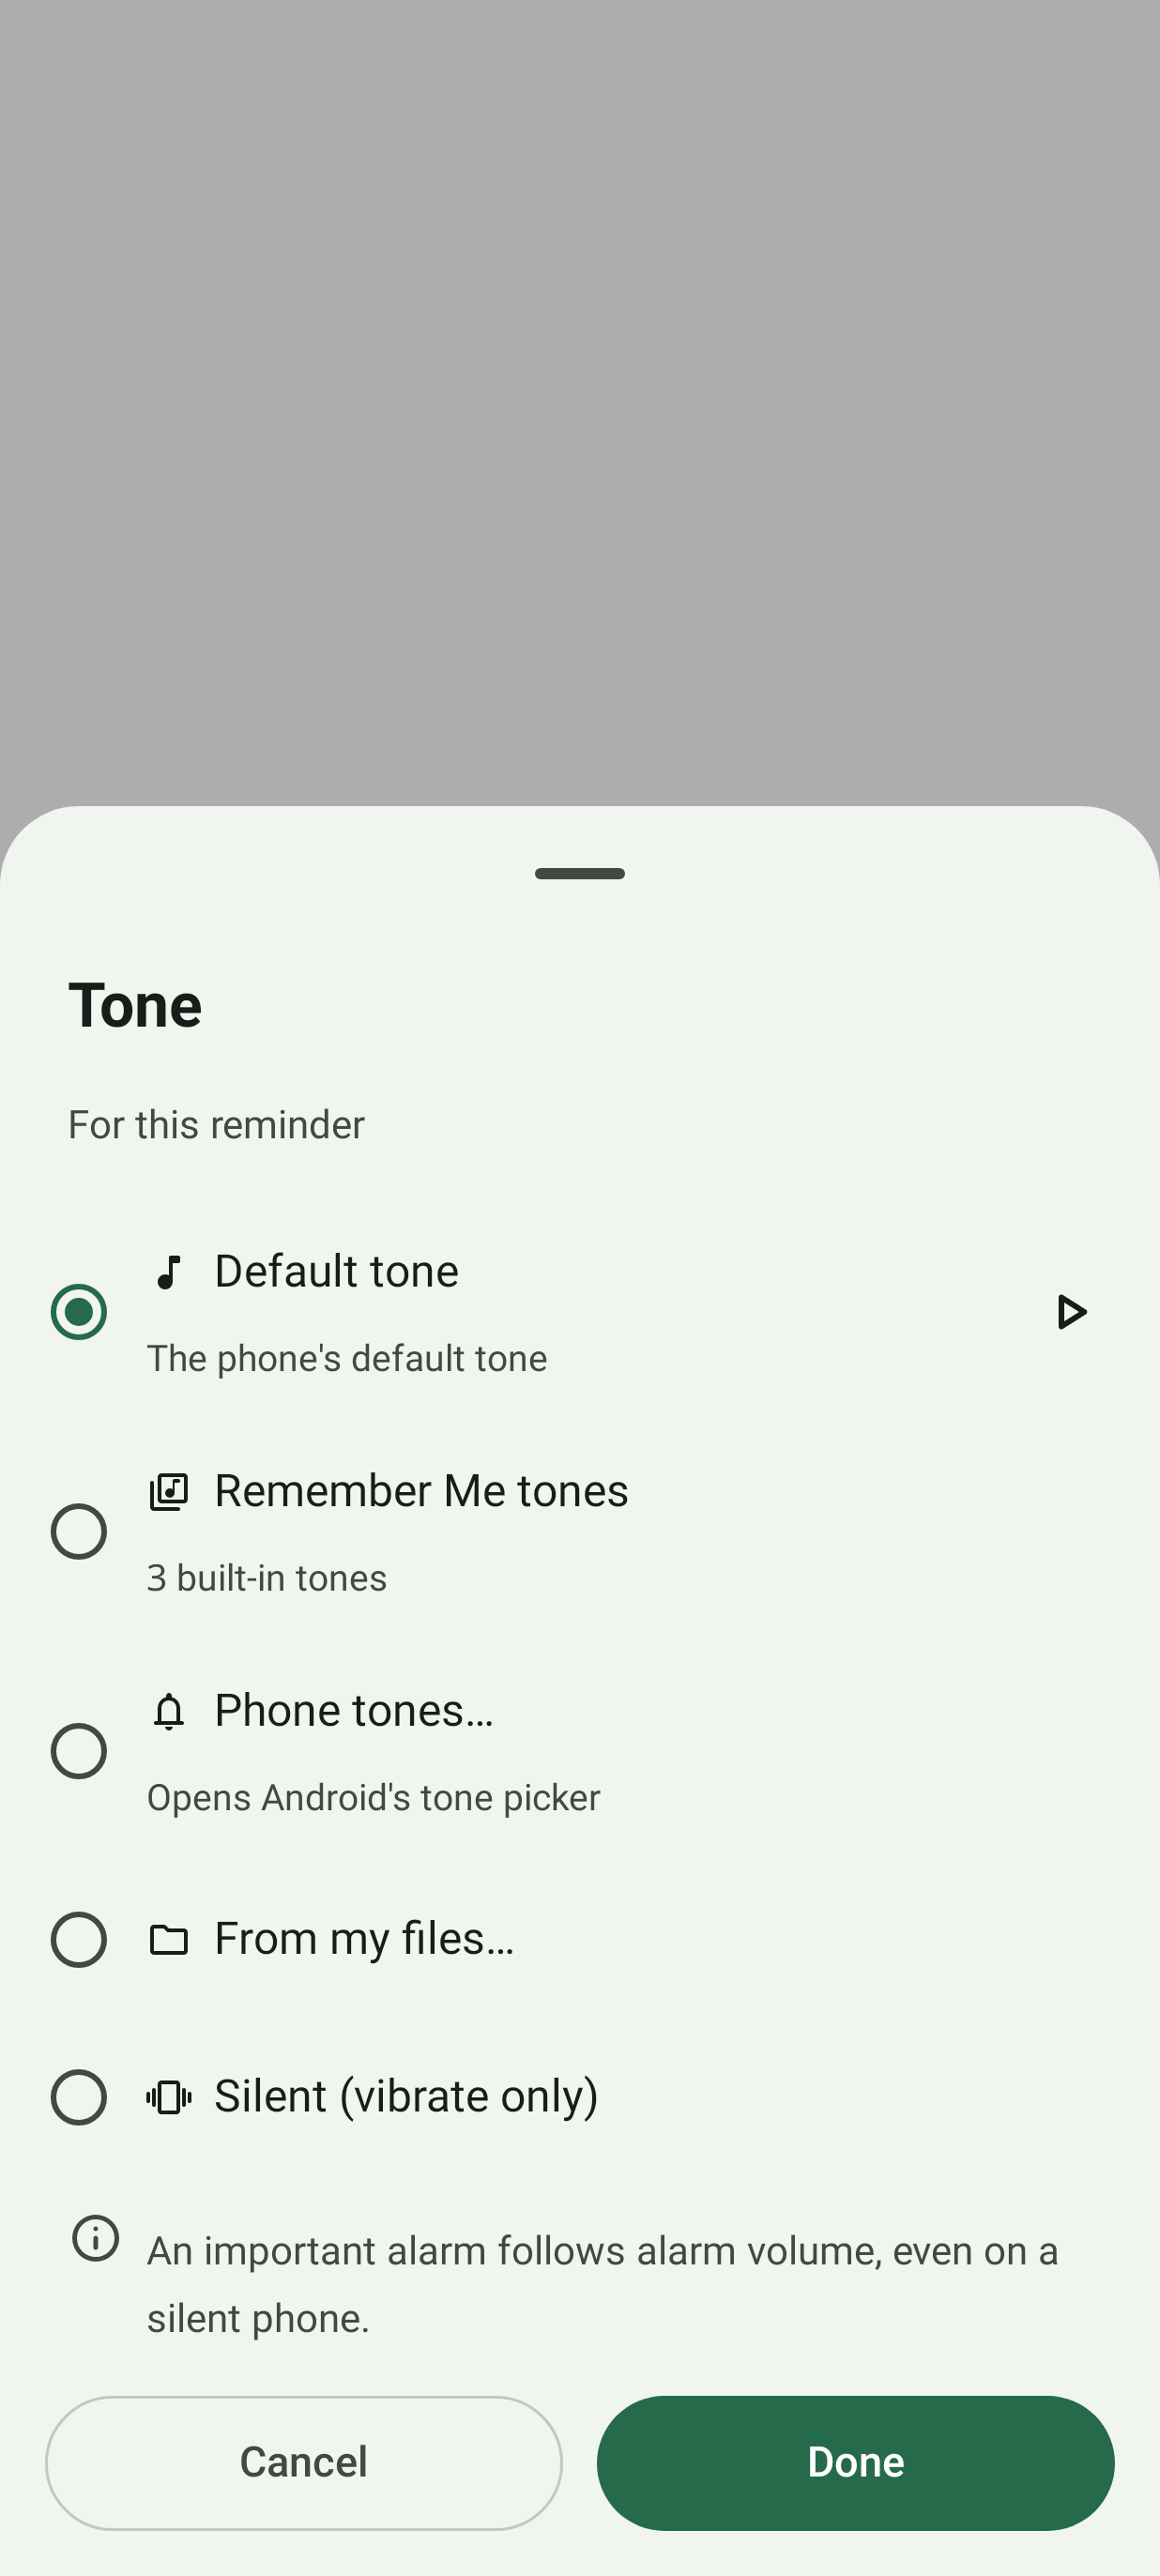 Tone
For this reminder
Default tone
The phone's default tone
Remember Me tones
3 built-in tones
Phone tones…
Opens Android's tone picker
From my files…
Silent (vibrate only)
An important alarm follows alarm volume, even on a
silent phone.
Cancel
Done